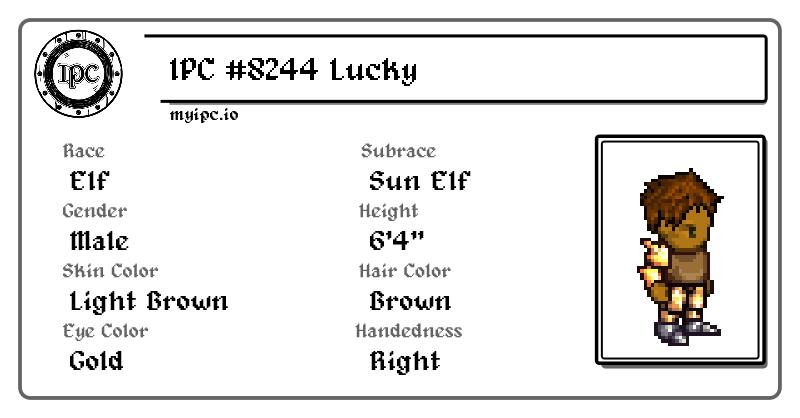 IPC
IPC #8244 Lucky
myipc.io
Race
Elf
Subrace
Sun Elf
Gender
Male
Height
6'4"
Skin Color
Light Brown
Hair Color
Brown
Eye Color
Gold
Handedness
Right